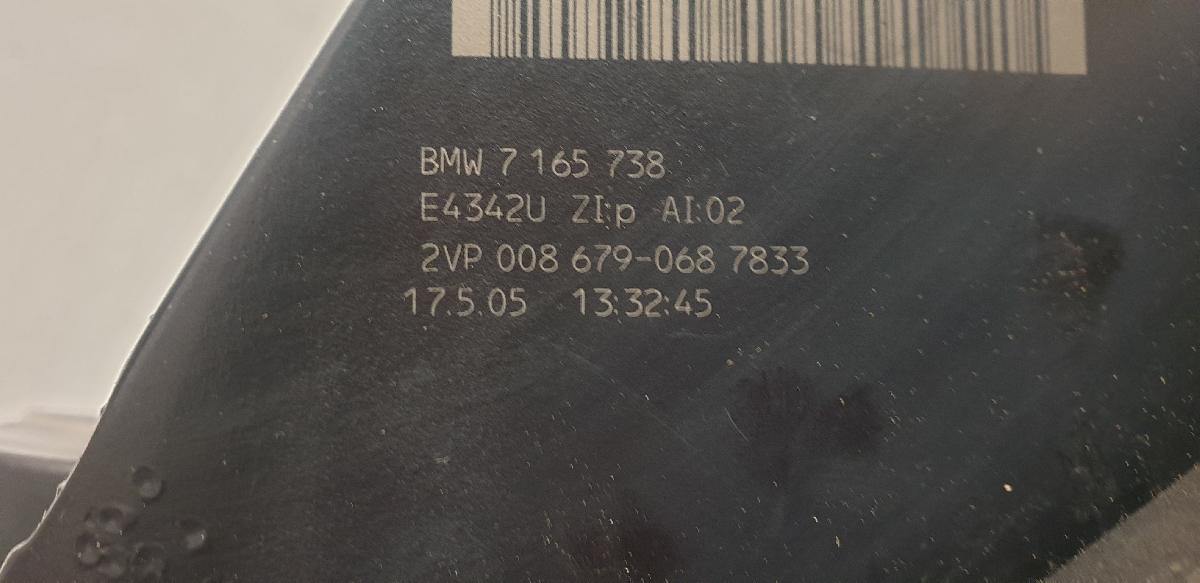 BMW 7 165 738
E4342U ZI:p AI:02
2VP 008 679-068 7833
17.5.05 13:32:45